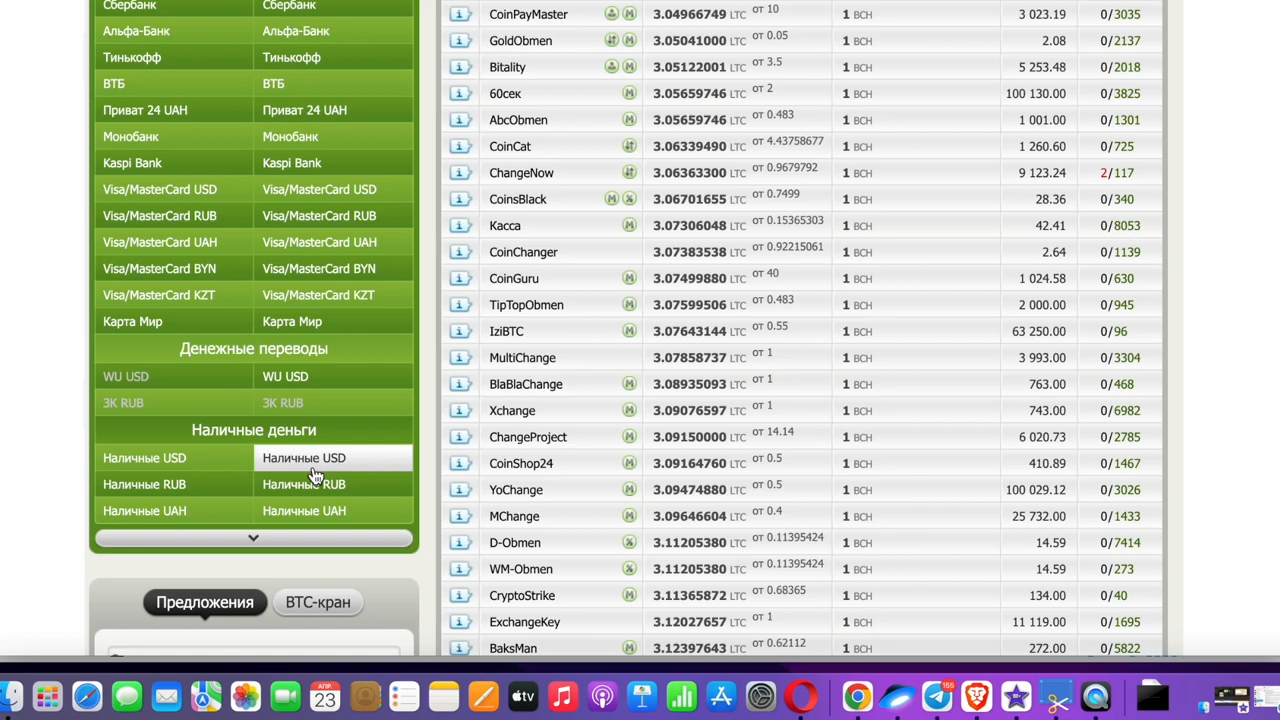 Сбербанк Сбербанк
Альфа-Банк Альфа-Банк
Тинькофф Тинькофф
ВТБ ВТБ
Приват 24 UAH Приват 24 UAH
Монобанк Монобанк
Kaspi Bank Kaspi Bank
Visa/MasterCard USD Visa/MasterCard USD
Visa/MasterCard RUB Visa/MasterCard RUB
Visa/MasterCard UAH Visa/MasterCard UAH
Visa/MasterCard BYN Visa/MasterCard BYN
Visa/MasterCard KZT Visa/MasterCard KZT
Карта Мир Карта Мир
Денежные переводы
WU USD WU USD
ЗК RUB ЗК RUB
Наличные деньги
Наличные USD Наличные USD
Наличные RUB Наличные RUB
Наличные UAH Наличные UAH
Предложения BTC-кран
CoinPayMaster 3.04966749 LTC от 10 1 BCH 3 023.19 0/3035
GoldObmen 3.05041000 LTC от 0.05 1 BCH 2.08 0/2137
Bitality 3.05122001 LTC от 3.5 1 BCH 5 253.48 0/2018
60сек 3.05659746 LTC от 2 1 BCH 100 130.00 0/3825
AbcObmen 3.05659746 LTC от 0.483 1 BCH 1 001.00 0/1301
CoinCat 3.06339490 LTC от 4.43758677 1 BCH 1 260.60 0/725
ChangeNow 3.06363300 LTC от 0.9679792 1 BCH 9 123.24 2/117
CoinsBlack 3.06701655 LTC от 0.7499 1 BCH 28.36 0/340
Касса 3.07306048 LTC от 0.15365303 1 BCH 42.41 0/8053
CoinChanger 3.07383538 LTC от 0.92215061 1 BCH 2.64 0/1139
CoinGuru 3.07499880 LTC от 40 1 BCH 1 024.58 0/630
TipTopObmen 3.07599506 LTC от 0.483 1 BCH 2 000.00 0/945
IziBTC 3.07643144 LTC от 0.55 1 BCH 63 250.00 0/96
MultiChange 3.07858737 LTC от 1 1 BCH 3 993.00 0/3304
BlaBlaChange 3.08935093 LTC от 1 1 BCH 763.00 0/468
Xchange 3.09076597 LTC от 1 1 BCH 743.00 0/6982
ChangeProject 3.09150000 LTC от 14.14 1 BCH 6 020.73 0/2785
CoinShop24 3.09164760 LTC от 0.5 1 BCH 410.89 0/1467
YoChange 3.09474880 LTC от 0.5 1 BCH 100 029.12 0/3026
MChange 3.09646604 LTC от 0.4 1 BCH 25 732.00 0/1433
D-Obmen 3.11205380 LTC от 0.11395424 1 BCH 14.59 0/7414
WM-Obmen 3.11205380 LTC от 0.11395424 1 BCH 14.59 0/273
CryptoStrike 3.11365872 LTC от 0.68365 1 BCH 134.00 0/40
ExchangeKey 3.12027657 LTC от 1 1 BCH 11 119.00 0/1695
BaksMan 3.12397643 LTC от 0.62112 1 BCH 272.00 0/5822
АПР.
23
tv